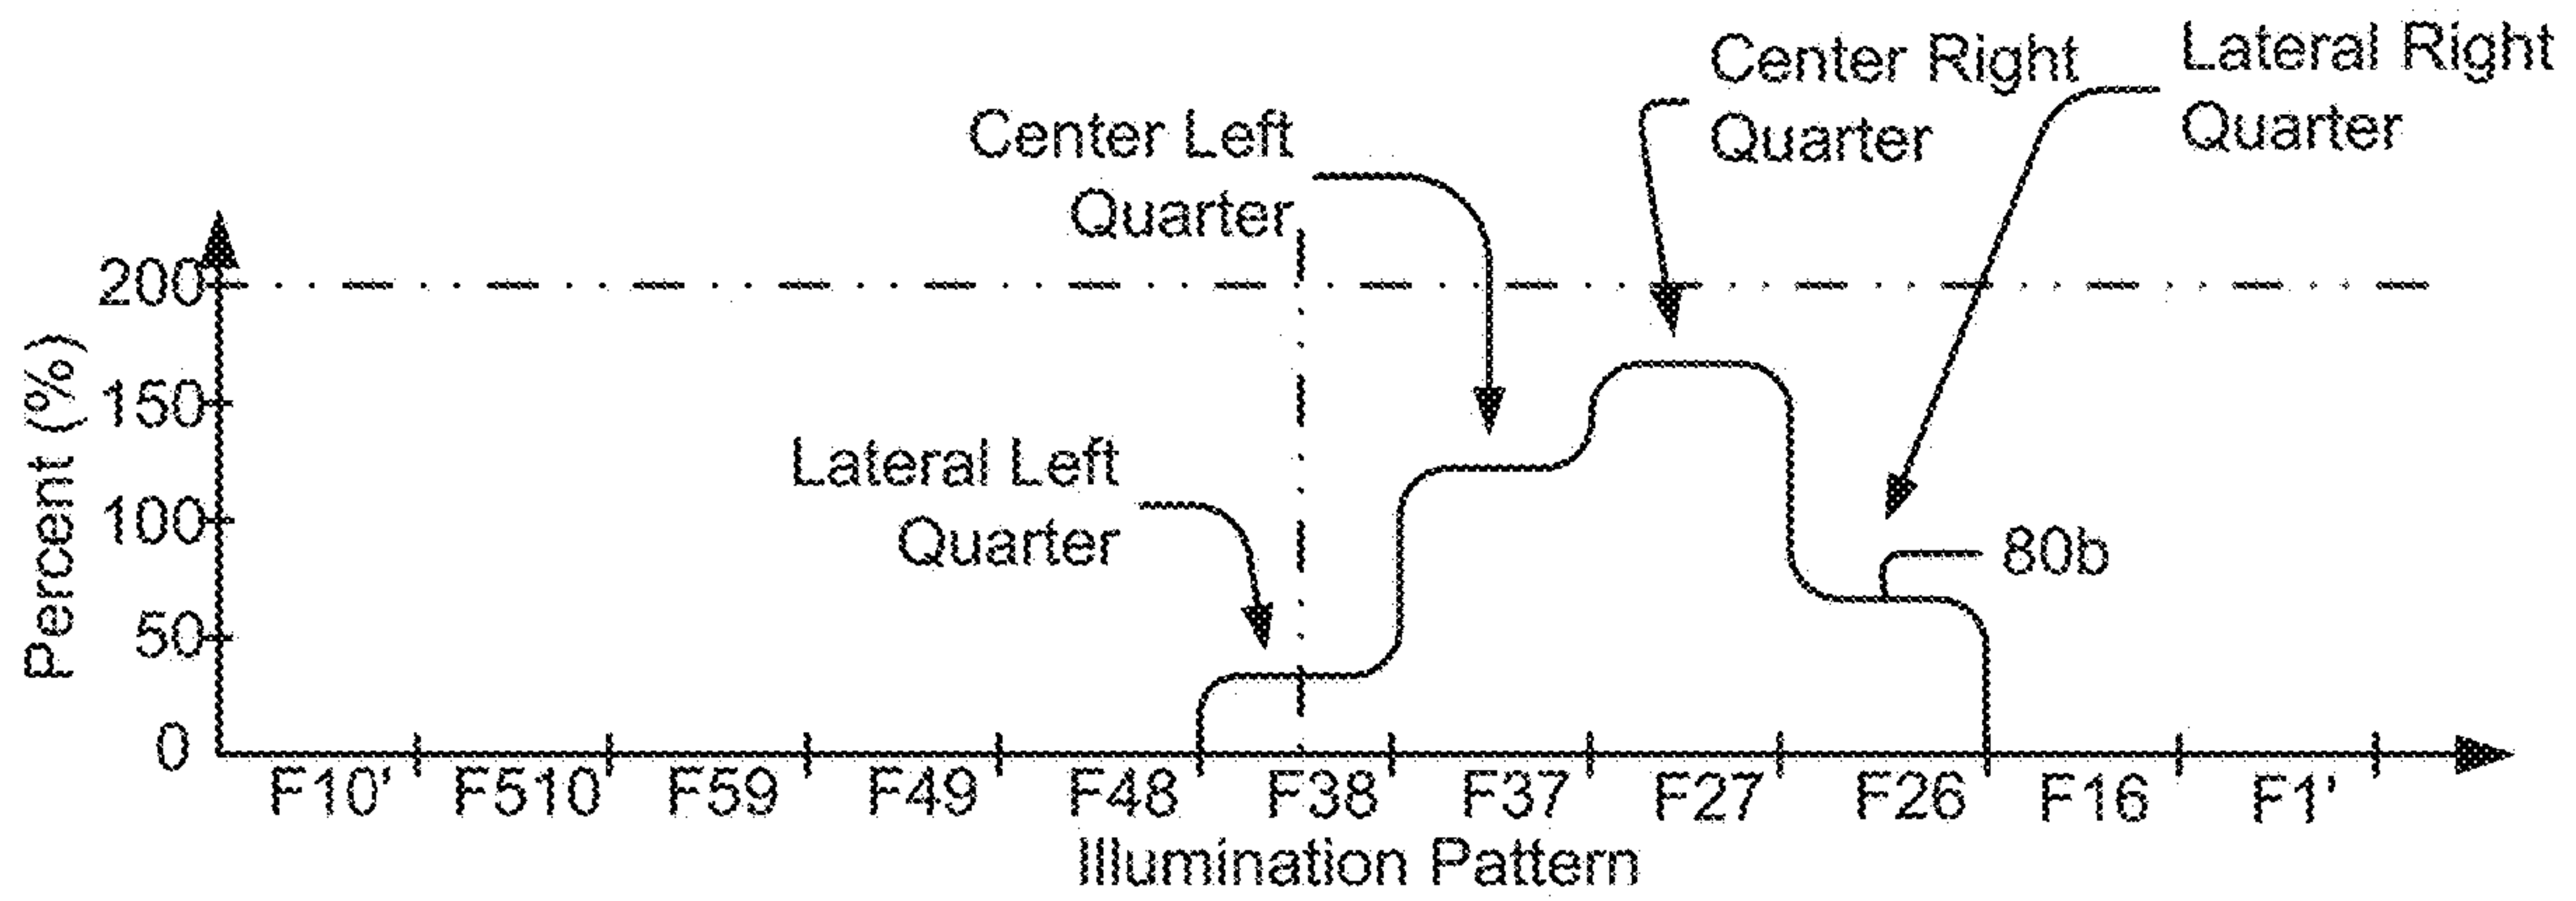 Center Right
Quarter
Lateral Right
Quarter
Center Left
Quarter
Lateral Left
Quarter
80b
Percent (%)
200
150
100
50
0
F10' F510 F59 F49 F48 F38 F37 F27 F26 F16 F1'
Illumination Pattern